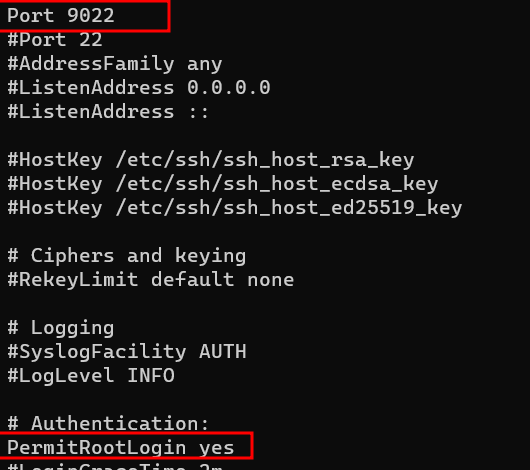 Port 9022
#Port 22
#AddressFamily any
#ListenAddress 0.0.0.0
#ListenAddress ::
#HostKey /etc/ssh/ssh_host_rsa_key
#HostKey /etc/ssh/ssh_host_ecdsa_key
#HostKey /etc/ssh/ssh_host_ed25519_key
# Ciphers and keying
#RekeyLimit default none
# Logging
#SyslogFacility AUTH
#LogLevel INFO
# Authentication:
PermitRootLogin yes
#LoginGraceTime 2m